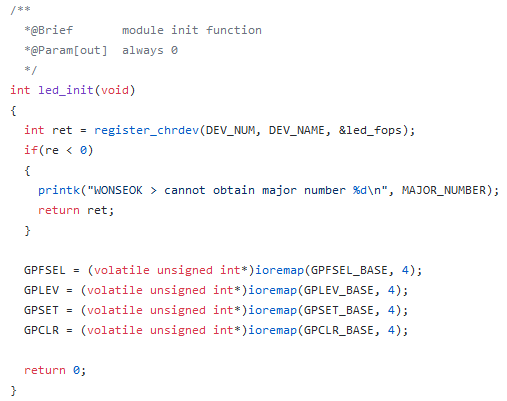 /**
*@Brief module init function
*@Param[out] always 0
*/
int led_init(void)
{
int ret = register_chrdev(DEV_NUM, DEV_NAME, &led_fops);
if(re < 0)
{
printk("WONSEOK > cannot obtain major number %d\n", MAJOR_NUMBER);
return ret;
}
GPFSEL = (volatile unsigned int*)ioremap(GPFSEL_BASE, 4);
GPLEV = (volatile unsigned int*)ioremap(GPLEV_BASE, 4);
GPSET = (volatile unsigned int*)ioremap(GPSET_BASE, 4);
GPCLR = (volatile unsigned int*)ioremap(GPCLR_BASE, 4);
return 0;
}